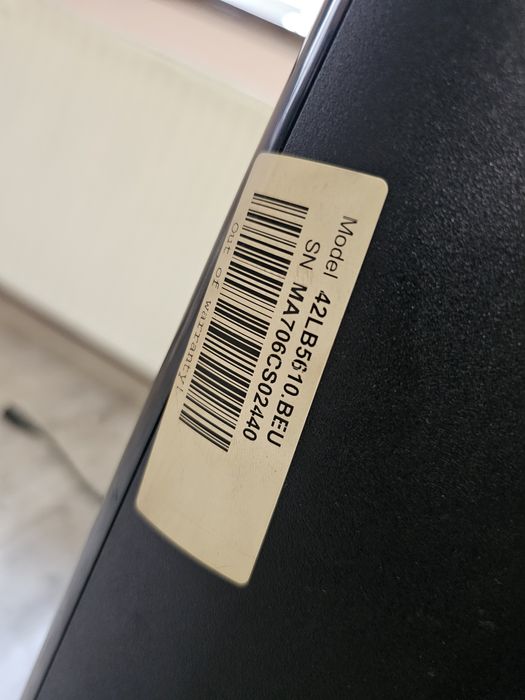 Model 42LB5610.BEU
SN MA706CS02440
Out of warranty!